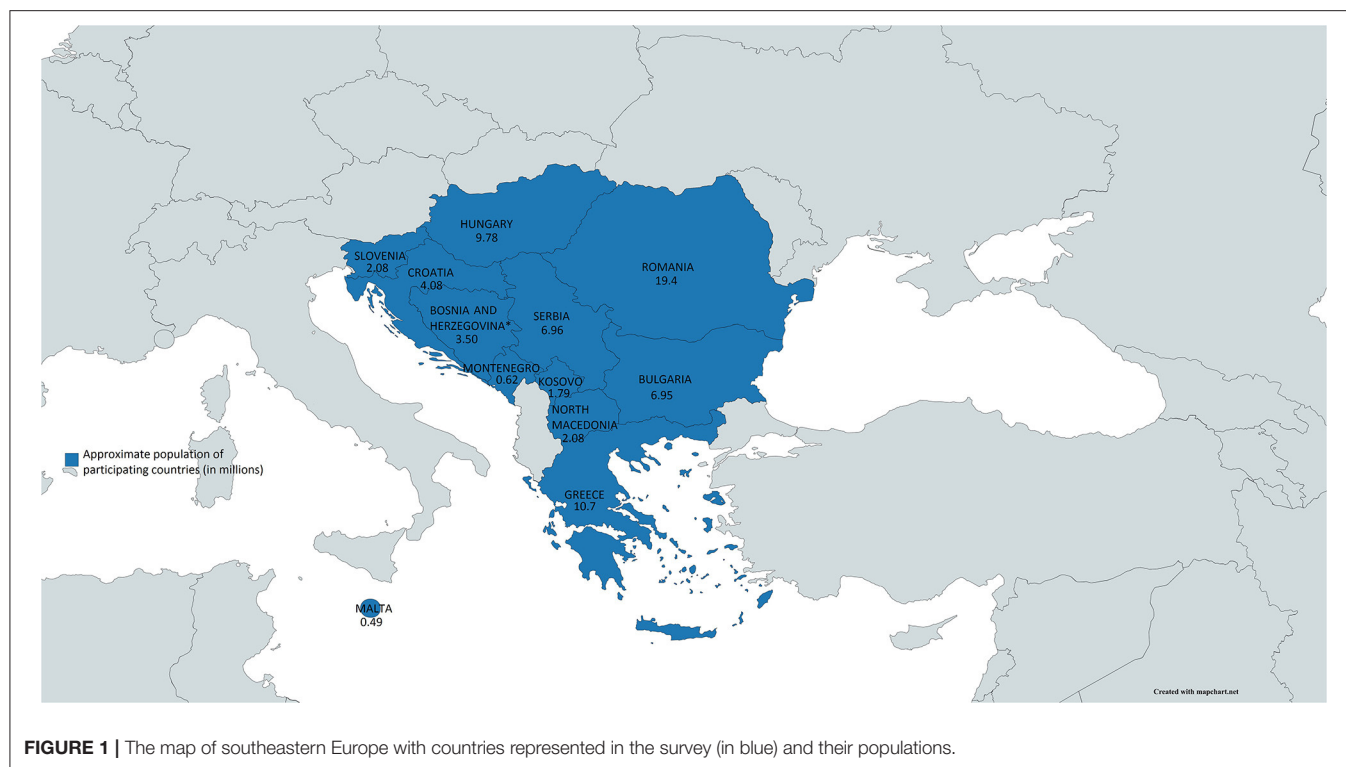 HUNGARY
9.78
SLOVENIA
2.08
CROATIA
4.08
ROMANIA
19.4
BOSNIA AND
HERZEGOVINA*
3.50
SERBIA
6.96
MONTENEGRO
0.62
KOSOVO
1.79
BULGARIA
6.95
NORTH
MACEDONIA
2.08
Approximate population of
participating countries (in millions)
GREECE
10.7
MALTA
0.49
Created with mapchart.net
FIGURE 1 | The map of southeastern Europe with countries represented in the survey (in blue) and their populations.